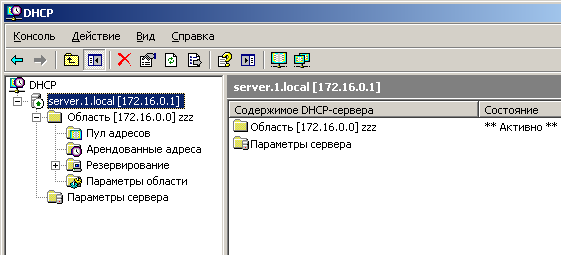 DHCP
Консоль Действие Вид Справка
DHCP
server.1.local [172.16.0.1]
Область [172.16.0.0] zzz
Пул адресов
Арендованные адреса
Резервирование
Параметры области
Параметры сервера
server.1.local [172.16.0.1]
Содержимое DHCP-сервера Состояние
Область [172.16.0.0] zzz ** Активно **
Параметры сервера